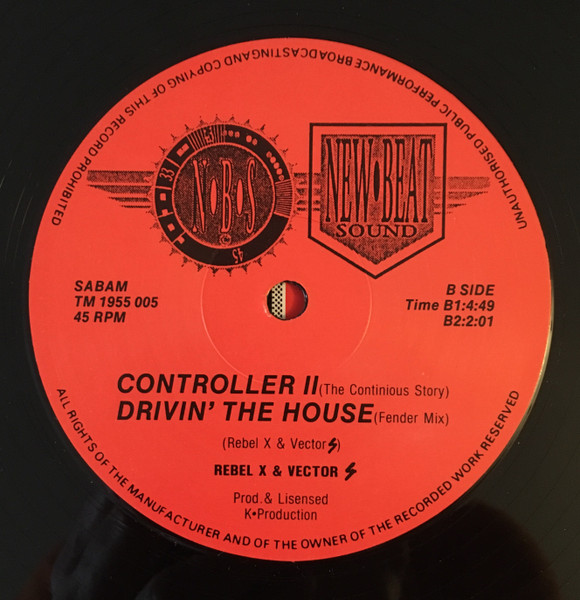 UNAUTHORISED PUBLIC PERFORMANCE BROADCASTING AND COPYING OF THIS RECORD PROHIBITED
33
N•B•S
45
NEW•BEAT
SOUND
SABAM
TM 1955 005
45 RPM
B SIDE
Time B1:4:49
B2:2:01
CONTROLLER II (The Continious Story)
DRIVIN' THE HOUSE (Fender Mix)
(Rebel X & Vector S)
REBEL X & VECTOR S
Prod. & Lisensed
K•Production
ALL RIGHTS OF THE MANUFACTURER AND OF THE OWNER OF THE RECORDED WORK RESERVED